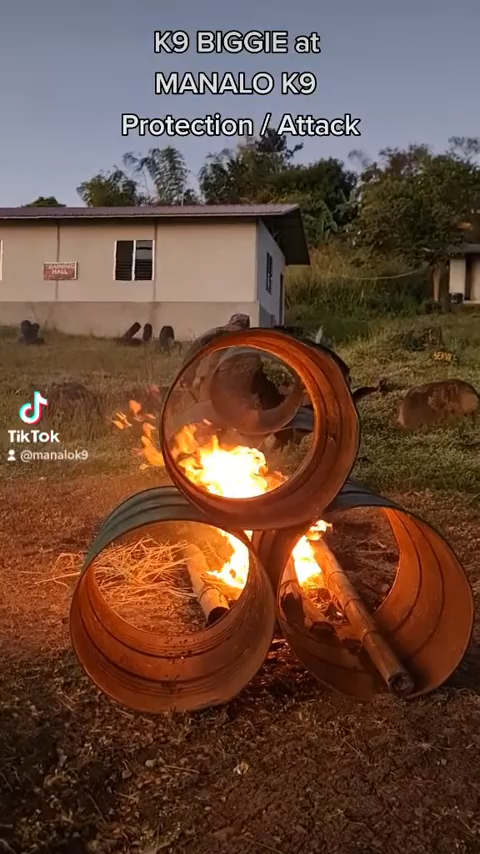 K9 BIGGIE at
MANALO K9
Protection / Attack
TikTok
@manalok9